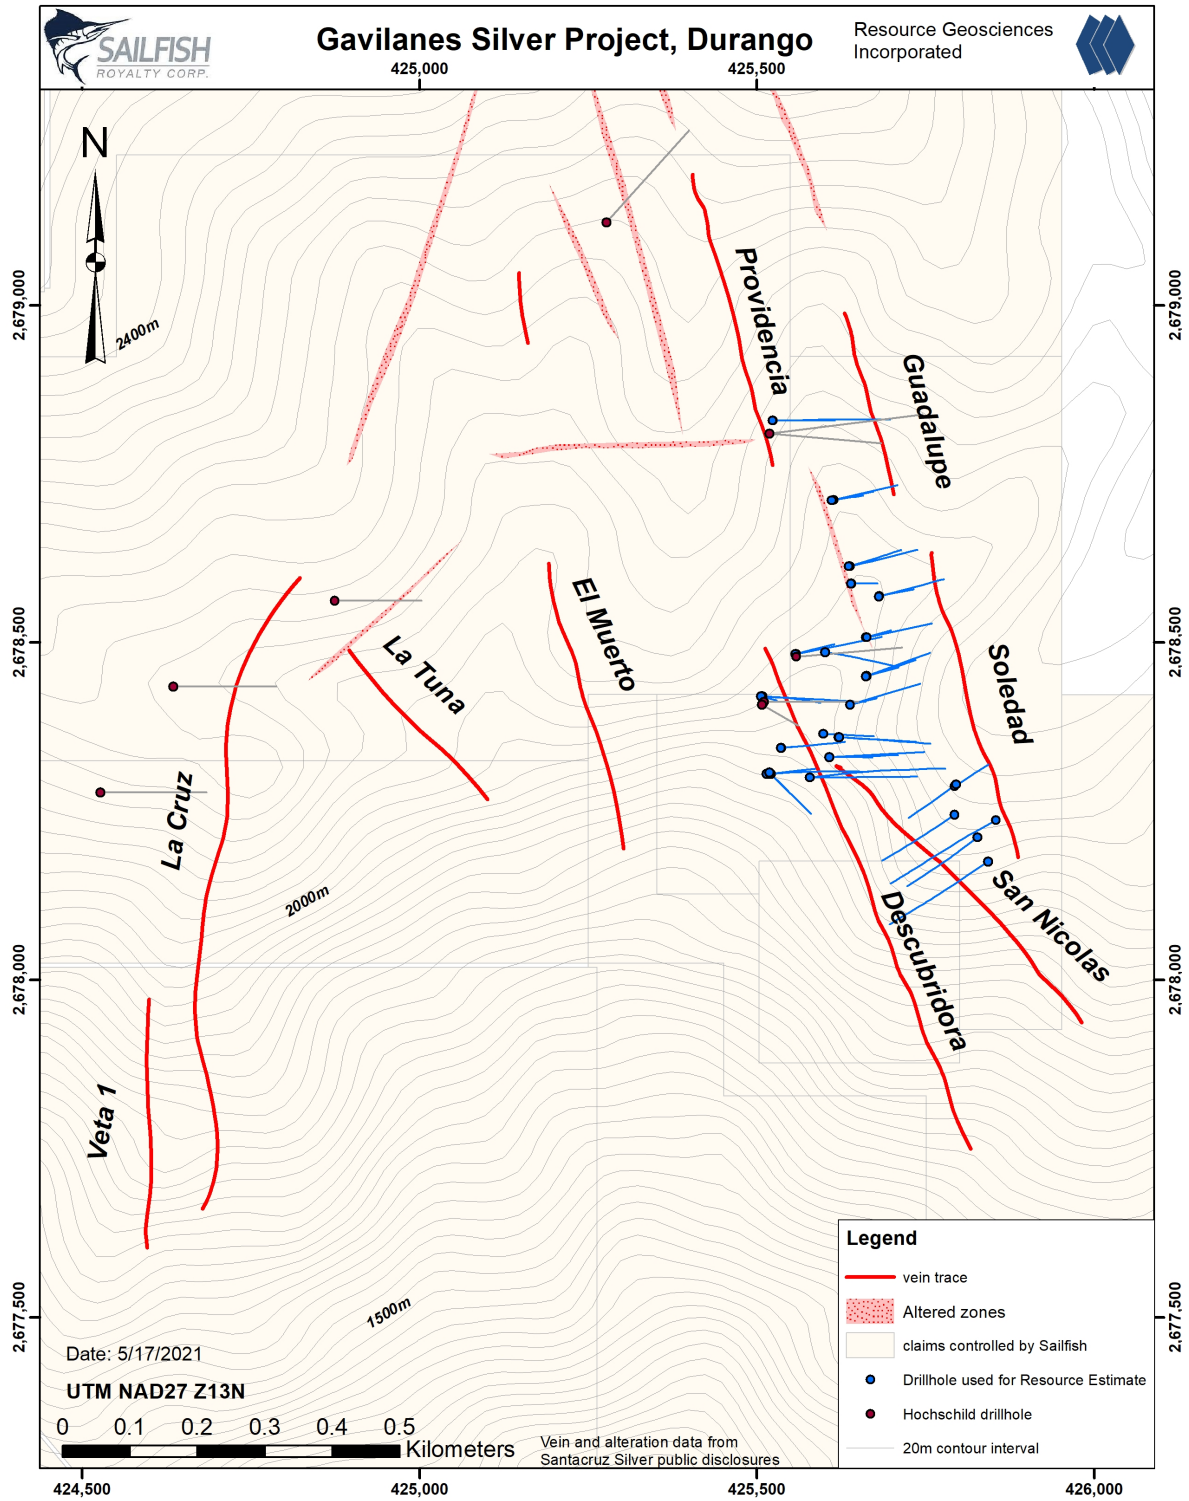 SAILFISH
ROYALTY CORP.
Gavilanes Silver Project, Durango
Resource Geosciences
Incorporated
425,000
425,500
N
2,679,000
2,679,000
2400m
Providencia
Guadalupe
2,678,500
2,678,500
La Tuna
El Muerto
Soledad
La Cruz
2000m
San Nicolas
Descubridora
2,678,000
2,678,000
Veta 1
1500m
2,677,500
2,677,500
Legend
vein trace
Altered zones
claims controlled by Sailfish
Drillhole used for Resource Estimate
Hochschild drillhole
20m contour interval
Date: 5/17/2021
UTM NAD27 Z13N
0 0.1 0.2 0.3 0.4 0.5
Kilometers
Vein and alteration data from
Santacruz Silver public disclosures
424,500
425,000
425,500
426,000